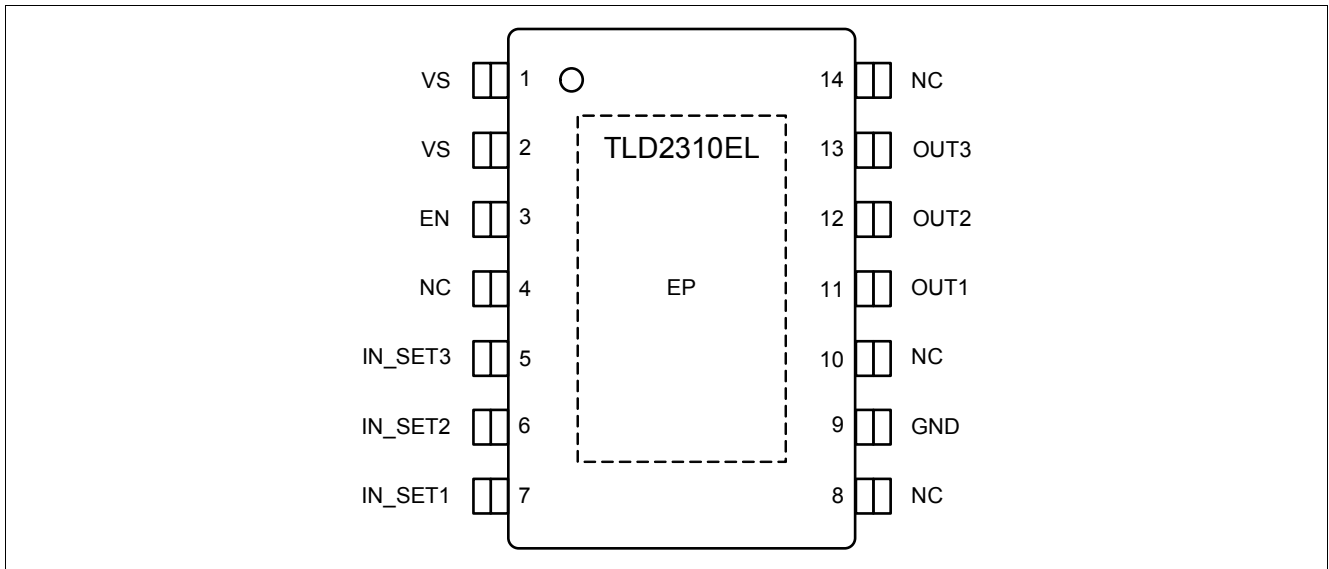 VS 1 14 NC
VS 2 TLD2310EL 13 OUT3
EN 3 12 OUT2
NC 4 EP 11 OUT1
IN_SET3 5 10 NC
IN_SET2 6 9 GND
IN_SET1 7 8 NC